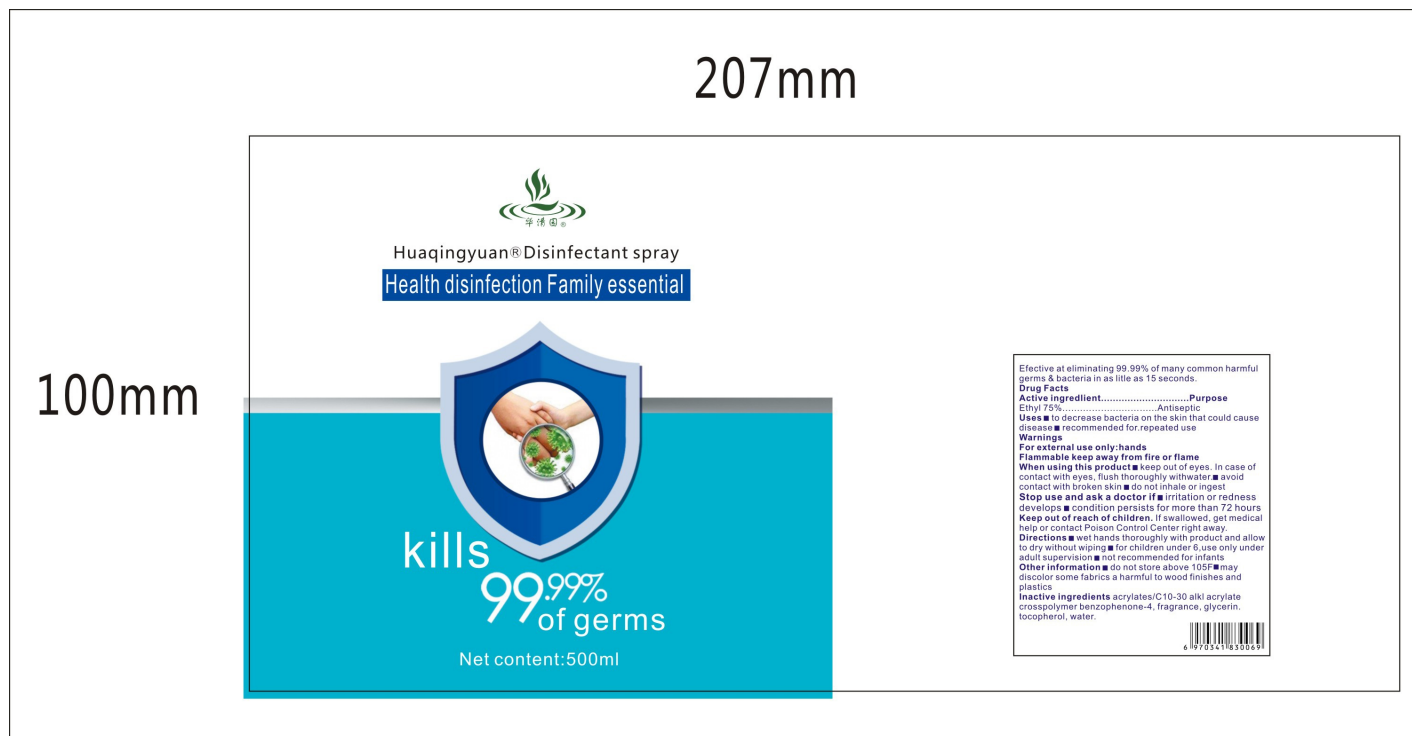 207mm
100mm
华清园®
Huaqingyuan®Disinfectant spray
Health disinfection Family essential
kills
99.99%
of germs
Net content:500ml
Efective at eliminating 99.99% of many common harmful
germs & bacteria in as litle as 15 seconds.
Drug Facts
Active ingredlient..............................Purpose
Ethyl 75%................................Antiseptic
Uses ■ to decrease bacteria on the skin that could cause
disease ■ recommended for.repeated use
Warnings
For external use only:hands
Flammable keep away from fire or flame
When using this product ■ keep out of eyes. In case of
contact with eyes, flush thoroughly withwater.■ avoid
contact with broken skin ■ do not inhale or ingest
Stop use and ask a doctor if ■ irritation or redness
develops ■ condition persists for more than 72 hours
Keep out of reach of children. If swallowed, get medical
help or contact Poison Control Center right away.
Directions ■ wet hands thoroughly with product and allow
to dry without wiping ■ for children under 6,use only under
adult supervision ■ not recommended for infants
Other information ■ do not store above 105F■may
discolor some fabrics a harmful to wood finishes and
plastics
Inactive ingredients acrylates/C10-30 alkl acrylate
crosspolymer benzophenone-4, fragrance, glycerin.
tocopherol, water.
6 970341 830069